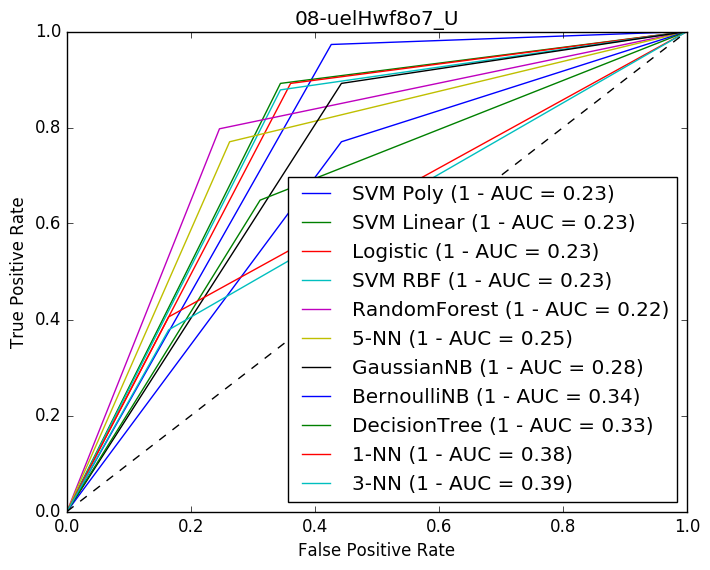 08-uelHwf8o7_U
1.0
0.8
0.6
0.4
0.2
0.0
True Positive Rate
SVM Poly (1 - AUC = 0.23)
SVM Linear (1 - AUC = 0.23)
Logistic (1 - AUC = 0.23)
SVM RBF (1 - AUC = 0.23)
RandomForest (1 - AUC = 0.22)
5-NN (1 - AUC = 0.25)
GaussianNB (1 - AUC = 0.28)
BernoulliNB (1 - AUC = 0.34)
DecisionTree (1 - AUC = 0.33)
1-NN (1 - AUC = 0.38)
3-NN (1 - AUC = 0.39)
0.0 0.2 0.4 0.6 0.8 1.0
False Positive Rate